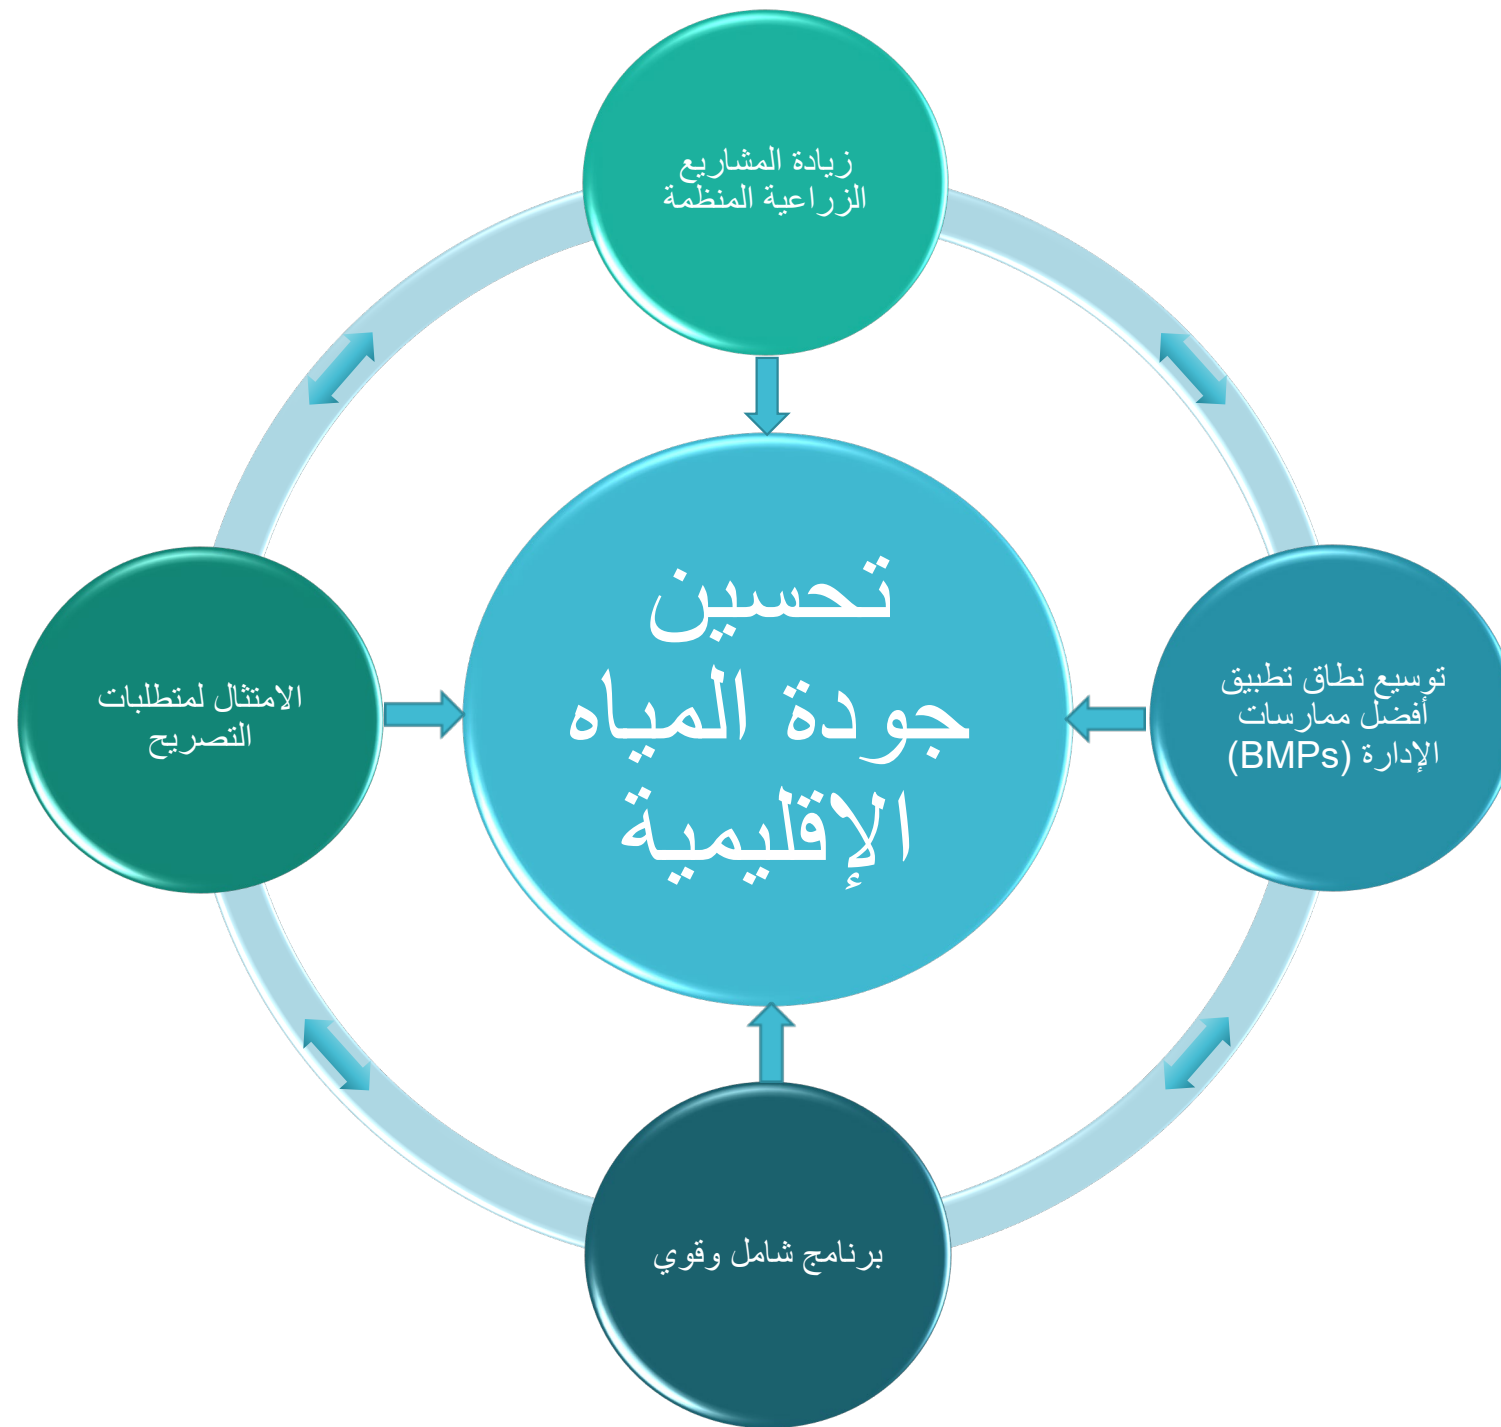 زيادة المشاريع
الزراعية المنظمة
توسيع نطاق تطبيق
أفضل ممارسات
الإدارة (BMPs)
تحسين
جودة المياه
الإقليمية
الامتثال لمتطلبات
التصريح
برنامج شامل وقوي